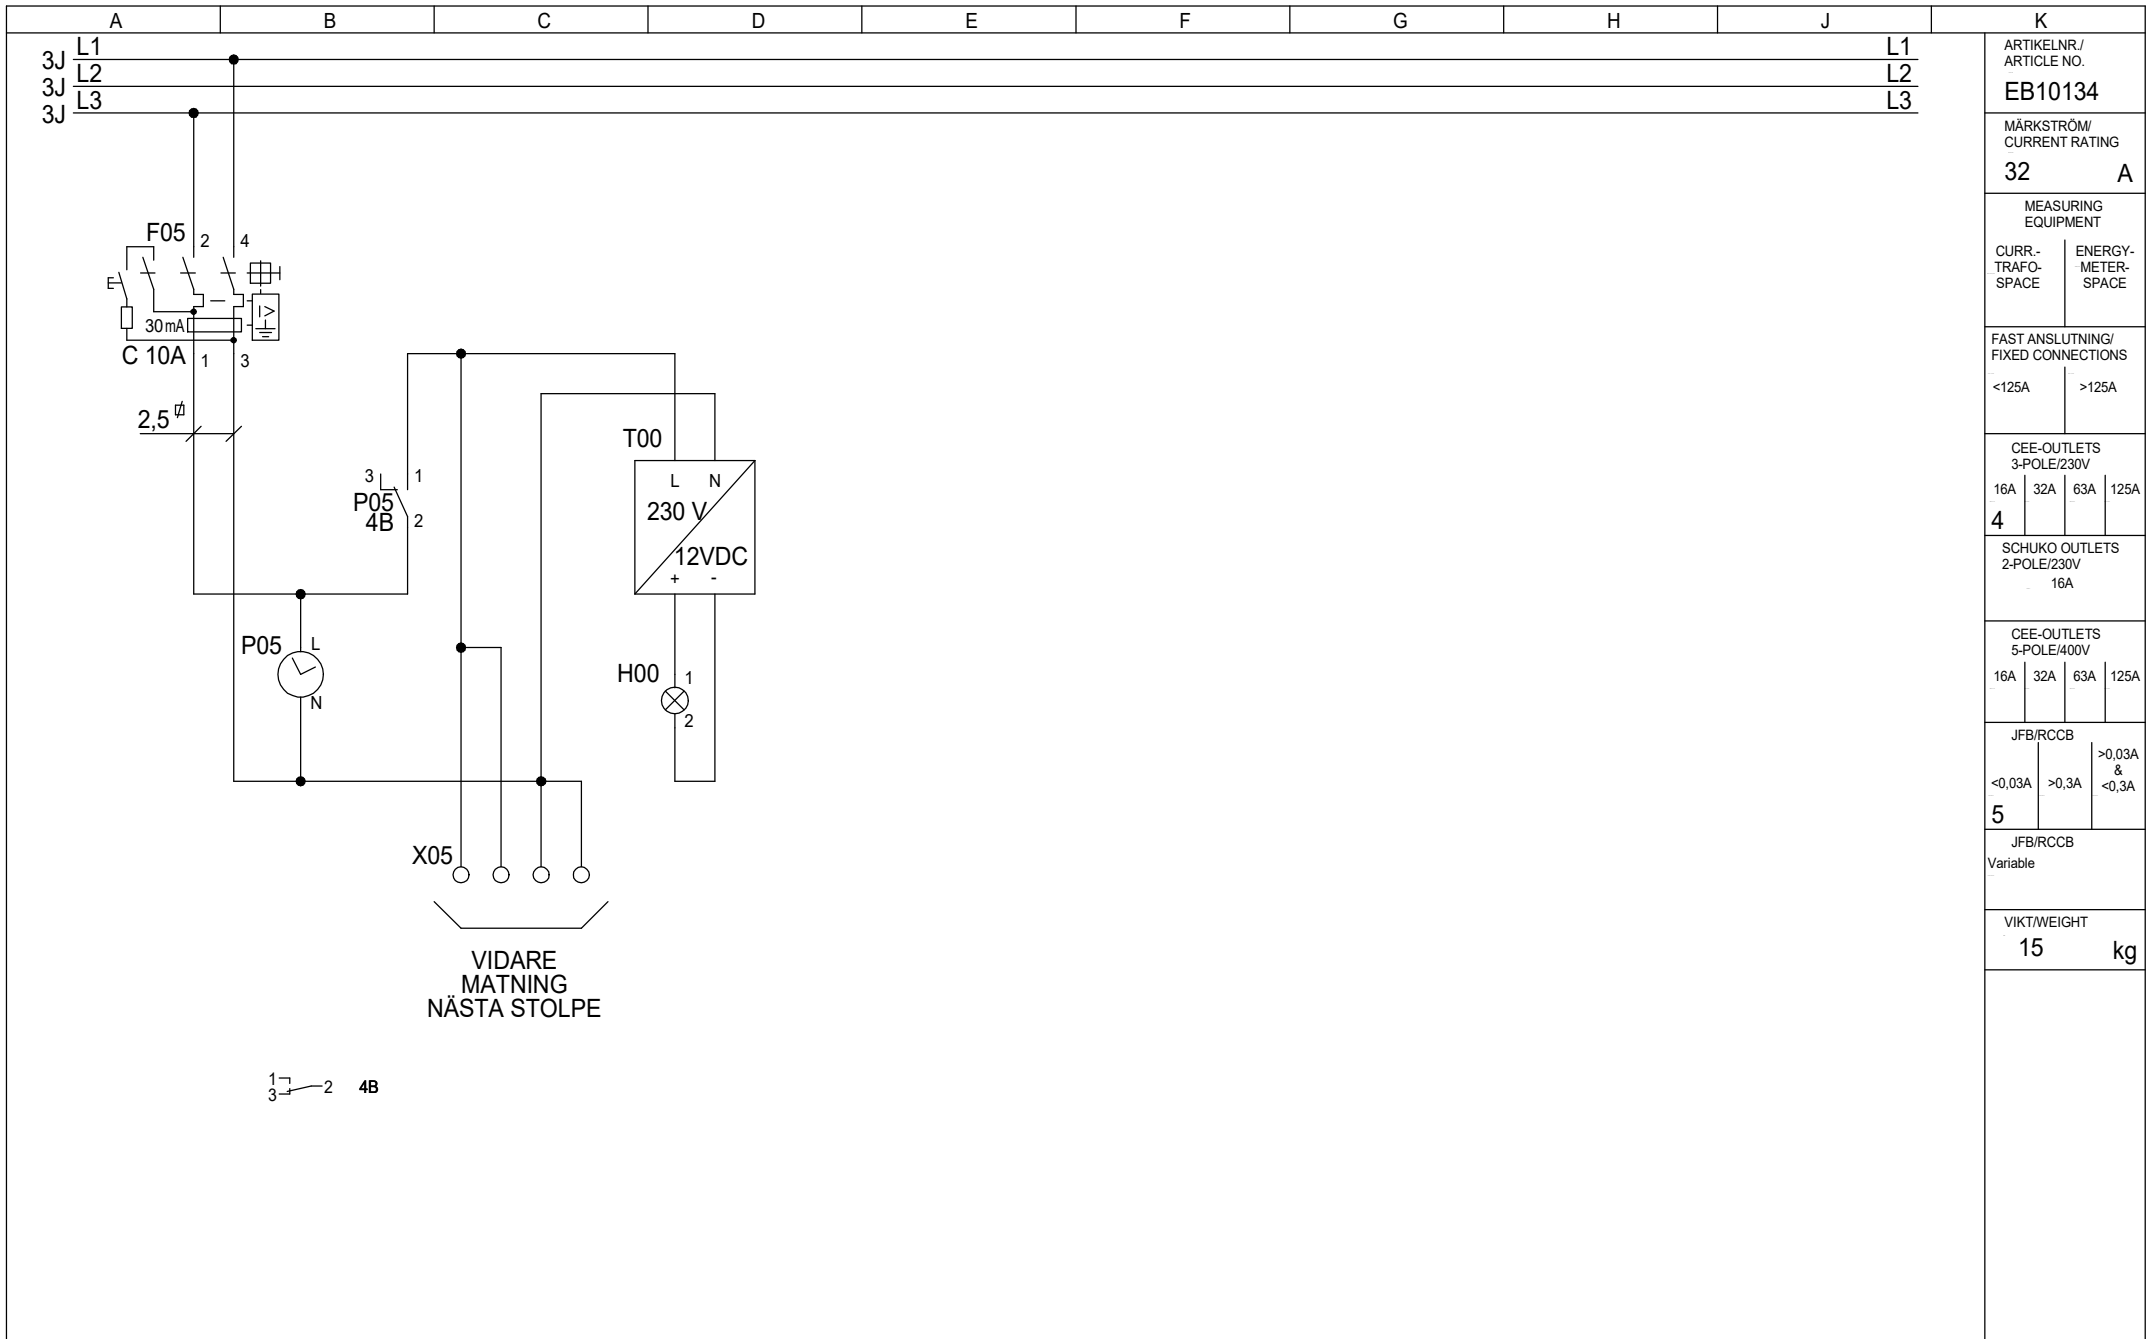 A B C D E F G H J K
3J L1 L1
3J L2 L2
3J L3 L3
F05 2 4
30mA
I>
C 10A 1 3
2,5
3 1
P05
4B 2
T00
L N
230 V
12VDC
+ -
P05 L
N
H00 1
2
X05
VIDARE
MATNING
NÄSTA STOLPE
1
3 2 4B
ARTIKELNR./
ARTICLE NO.
EB10134
MÄRKSTRÖM/
CURRENT RATING
32 A
MEASURING
EQUIPMENT
CURR.- ENERGY-
TRAFO- METER-
SPACE SPACE
FAST ANSLUTNING/
FIXED CONNECTIONS
<125A >125A
CEE-OUTLETS
3-POLE/230V
16A 32A 63A 125A
4
SCHUKO OUTLETS
2-POLE/230V
16A
CEE-OUTLETS
5-POLE/400V
16A 32A 63A 125A
JFB/RCCB
>0,03A
&
<0,03A >0,3A <0,3A
5
JFB/RCCB
Variable
VIKT/WEIGHT
15 kg